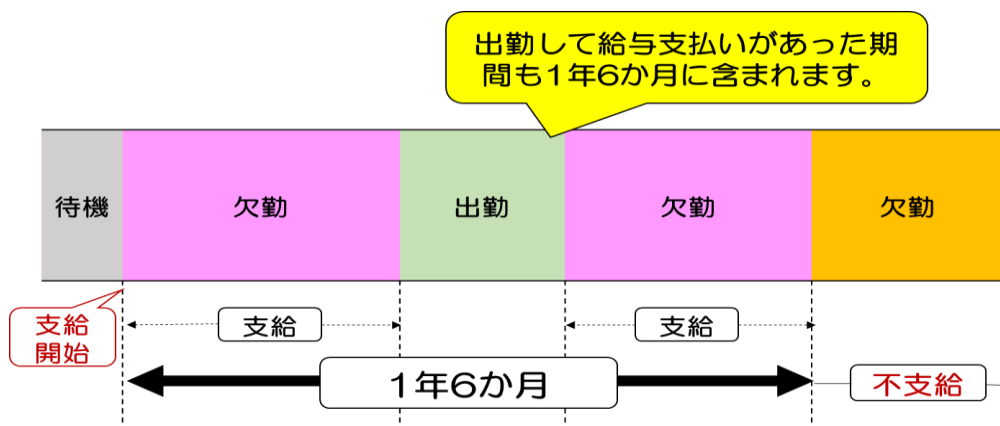 出勤して給与支払いがあった期
間も1年6か月に含まれます。
待機
欠勤
出勤
欠勤
欠勤
支給
開始
支給
支給
1年6か月
不支給